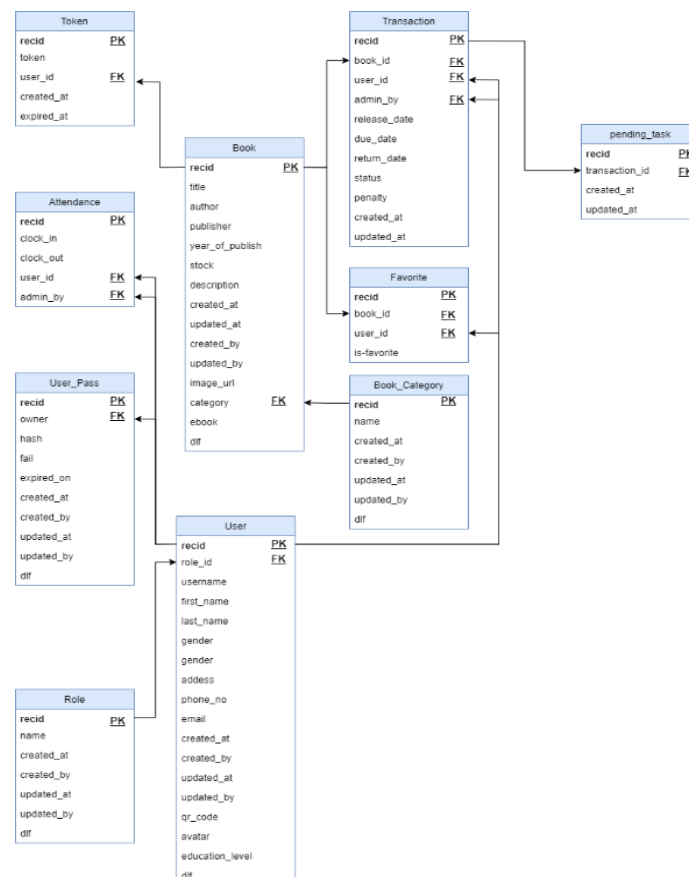 Token
recid PK
token
user_id FK
created_at
expired_at
Transaction
recid PK
book_id FK
user_id FK
admin_by FK
release_date
due_date
return_date
status
penalty
created_at
updated_at
pending_task
recid PK
transaction_id FK
created_at
updated_at
Book
recid PK
title
author
publisher
year_of_publish
stock
description
created_at
updated_at
created_by
updated_by
image_url
category FK
ebook
dlf
Attendance
recid PK
clock_in
clock_out
user_id FK
admin_by FK
Favorite
recid PK
book_id FK
user_id FK
is-favorite
User_Pass
recid PK
owner FK
hash
fail
expired_on
created_at
created_by
updated_at
updated_by
dlf
Book_Category
recid PK
name
created_at
created_by
updated_at
updated_by
dlf
User
recid PK
role_id FK
username
first_name
last_name
gender
gender
addess
phone_no
email
created_at
created_by
updated_at
updated_by
qr_code
avatar
education_level
dlf
Role
recid PK
name
created_at
created_by
updated_at
updated_by
dlf